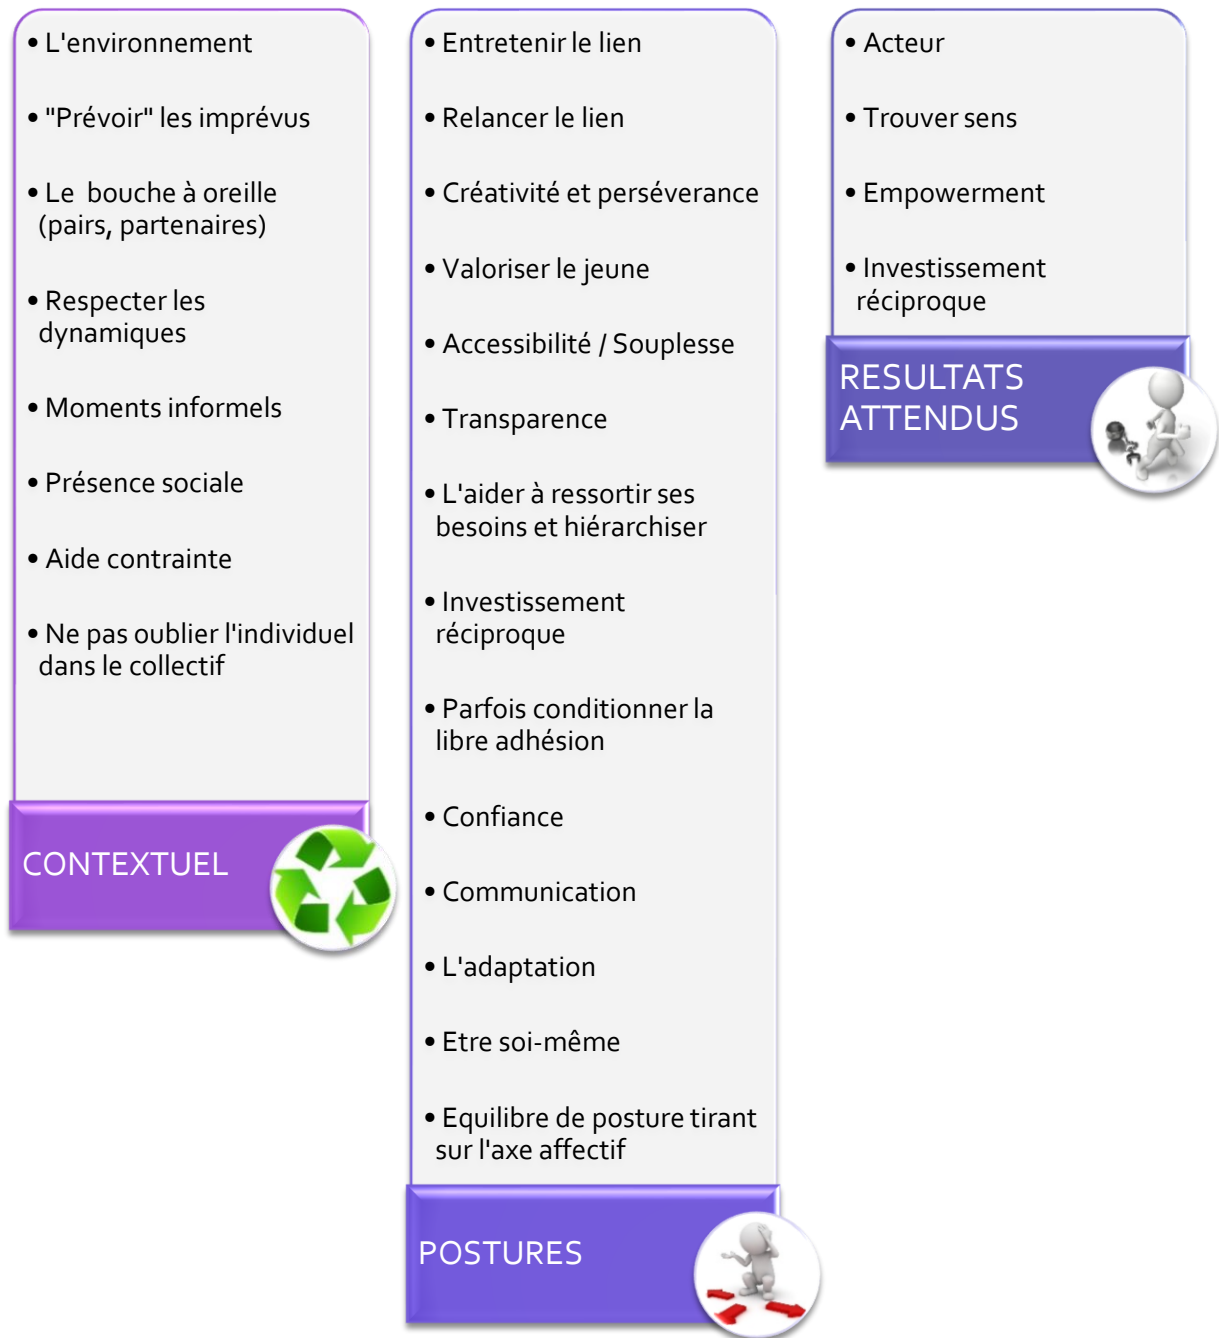 • L'environnement
• "Prévoir" les imprévus
• Le bouche à oreille
(pairs, partenaires)
• Respecter les
dynamiques
• Moments informels
• Présence sociale
• Aide contrainte
• Ne pas oublier l'individuel
dans le collectif
CONTEXTUEL
• Entretenir le lien
• Relancer le lien
• Créativité et perséverance
• Valoriser le jeune
• Accessibilité / Souplesse
• Transparence
• L'aider à ressortir ses
besoins et hiérarchiser
• Investissement
réciproque
• Parfois conditionner la
libre adhésion
• Confiance
• Communication
• L'adaptation
• Etre soi-même
• Equilibre de posture tirant
sur l'axe affectif
POSTURES
• Acteur
• Trouver sens
• Empowerment
• Investissement
réciproque
RESULTATS
ATTENDUS